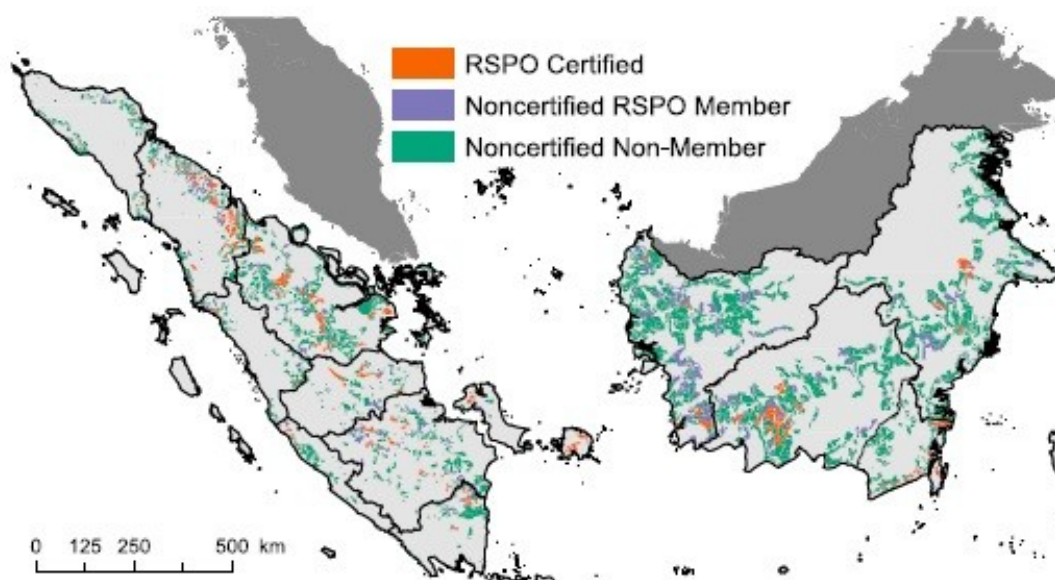 RSPO Certified
Noncertified RSPO Member
Noncertified Non-Member
0 125 250 500 km